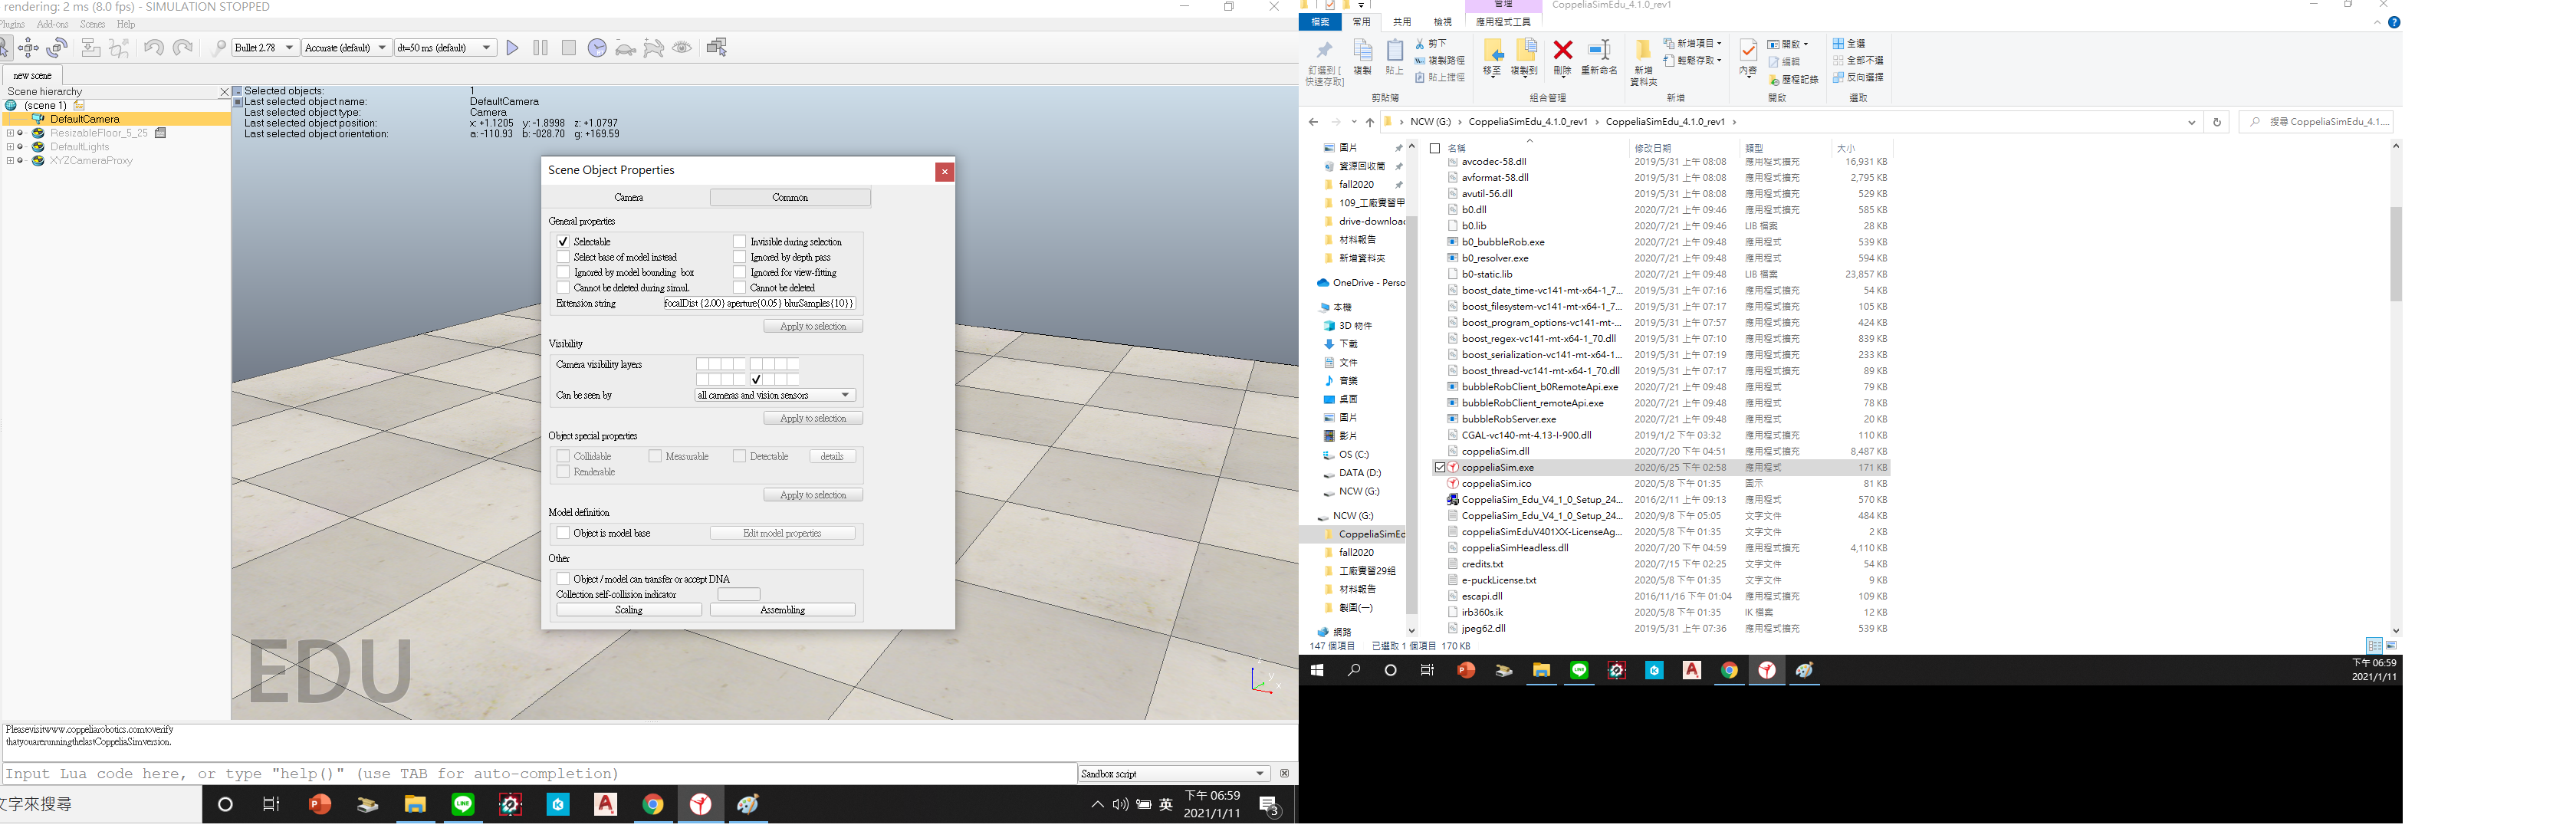 rendering: 2 ms (8.0 fps) - SIMULATION STOPPED
Plugins Add-ons Scenes Help
Bullet 2.78 Accurate (default) dt=50 ms (default)
new scene
Scene hierarchy
(scene 1)
DefaultCamera
ResizableFloor_5_25
DefaultLights
XYZCameraProxy
Selected objects: 1
Last selected object name: DefaultCamera
Last selected object type: Camera
Last selected object position: x: +1.1205 y: -1.8998 z: +1.0797
Last selected object orientation: a: -110.93 b: -028.70 g: +169.59
Scene Object Properties
Camera Common
General properties
Selectable Invisible during selection
Select base of model instead Ignored by depth pass
Ignored by model bounding box Ignored for view-fitting
Cannot be deleted during simul. Cannot be deleted
Extension string focalDist {2.00} aperture{0.05} blurSamples{10}}
Apply to selection
Visibility
Camera visibility layers
Can be seen by all cameras and vision sensors
Apply to selection
Object special properties
Collidable Measurable Detectable details
Renderable
Apply to selection
Model definition
Object is model base Edit model properties
Other
Object / model can transfer or accept DNA
Collection self-collision indicator
Scaling Assembling
EDU
z y x
Pleasevisitwww.coppeliarobotics.comtoverify
thatyouarerunningthelastCoppeliaSimversion.
Input Lua code here, or type "help()" (use TAB for auto-completion)
Sandbox script
文字來搜尋
英
下午 06:59
2021/1/11
3
管理 CoppeliaSimEdu_4.1.0_rev1
檔案 常用 共用 檢視 應用程式工具
釘選到 [
快速存取]
複製
貼上
剪下
複製路徑
貼上捷徑
剪貼簿
移至 複製到 刪除 重新命名
組合管理
新增
資料夾
新增項目
輕鬆存取
新增
內容
開啟
編輯
歷程記錄
開啟
全選
全部不選
反向選擇
選取
NCW (G:) › CoppeliaSimEdu_4.1.0_rev1 › CoppeliaSimEdu_4.1.0_rev1 ›
搜尋 CoppeliaSimEdu_4.1....
圖片
資源回收筒
fall2020
109_工廠實習甲
drive-download
材料報告
新增資料夾
OneDrive - Perso
本機
3D 物件
下載
文件
音樂
桌面
圖片
影片
OS (C:)
DATA (D:)
NCW (G:)
NCW (G:)
CoppeliaSimEd
fall2020
工廠實習29組
材料報告
製圖(一)
網路
名稱 修改日期 類型 大小
avcodec-58.dll 2019/5/31 上午 08:08 應用程式擴充 16,931 KB
avformat-58.dll 2019/5/31 上午 08:08 應用程式擴充 2,795 KB
avutil-56.dll 2019/5/31 上午 08:08 應用程式擴充 529 KB
b0.dll 2020/7/21 上午 09:46 應用程式擴充 585 KB
b0.lib 2020/7/21 上午 09:46 LIB 檔案 28 KB
b0_bubbleRob.exe 2020/7/21 上午 09:48 應用程式 539 KB
b0_resolver.exe 2020/7/21 上午 09:48 應用程式 594 KB
b0-static.lib 2020/7/21 上午 09:48 LIB 檔案 23,857 KB
boost_date_time-vc141-mt-x64-1_7... 2019/5/31 上午 07:16 應用程式擴充 54 KB
boost_filesystem-vc141-mt-x64-1_7... 2019/5/31 上午 07:17 應用程式擴充 105 KB
boost_program_options-vc141-mt-... 2019/5/31 上午 07:57 應用程式擴充 424 KB
boost_regex-vc141-mt-x64-1_70.dll 2019/5/31 上午 07:10 應用程式擴充 839 KB
boost_serialization-vc141-mt-x64-1... 2019/5/31 上午 07:19 應用程式擴充 233 KB
boost_thread-vc141-mt-x64-1_70.dll 2019/5/31 上午 07:17 應用程式擴充 89 KB
bubbleRobClient_b0RemoteApi.exe 2020/7/21 上午 09:48 應用程式 79 KB
bubbleRobClient_remoteApi.exe 2020/7/21 上午 09:48 應用程式 78 KB
bubbleRobServer.exe 2020/7/21 上午 09:48 應用程式 20 KB
CGAL-vc140-mt-4.13-I-900.dll 2019/1/2 下午 03:32 應用程式擴充 110 KB
coppeliaSim.dll 2020/7/20 下午 04:51 應用程式擴充 8,487 KB
coppeliaSim.exe 2020/6/25 下午 02:58 應用程式 171 KB
coppeliaSim.ico 2020/5/8 下午 01:35 圖示 81 KB
CoppeliaSim_Edu_V4_1_0_Setup_24... 2016/2/11 上午 09:13 應用程式 570 KB
CoppeliaSim_Edu_V4_1_0_Setup_24... 2020/9/8 下午 05:05 文字文件 484 KB
coppeliaSimEduV401XX-LicenseAg... 2020/5/8 下午 01:35 文字文件 2 KB
coppeliaSimHeadless.dll 2020/7/20 下午 04:59 應用程式擴充 4,110 KB
credits.txt 2020/7/15 下午 02:25 文字文件 54 KB
e-puckLicense.txt 2020/5/8 下午 01:35 文字文件 9 KB
escapi.dll 2016/11/16 下午 01:04 應用程式擴充 109 KB
irb360s.ik 2020/5/8 下午 01:35 IK 檔案 12 KB
jpeg62.dll 2019/5/31 上午 07:36 應用程式擴充 539 KB
147 個項目 已選取 1 個項目 170 KB
下午 06:59
2021/1/11